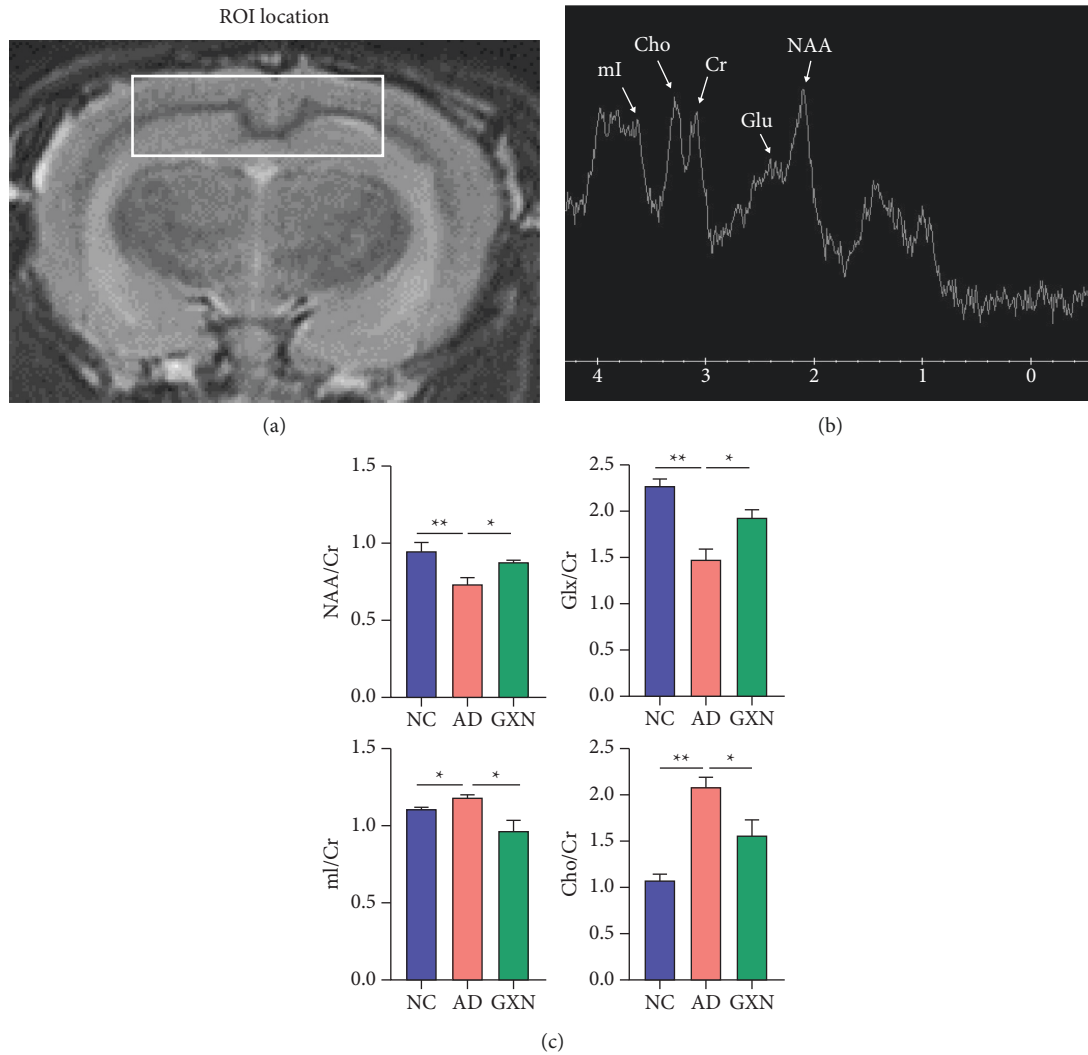 ROI location
(a)
mI
Cho
Cr
Glu
NAA
4 3 2 1 0
(b)
NAA/Cr
1.5
1.0
0.5
0.0
** *
NC AD GXN
Glx/Cr
2.5
2.0
1.5
1.0
0.5
0.0
** *
NC AD GXN
ml/Cr
1.5
1.0
0.5
0.0
* *
NC AD GXN
Cho/Cr
2.5
2.0
1.5
1.0
0.5
0.0
** *
NC AD GXN
(c)